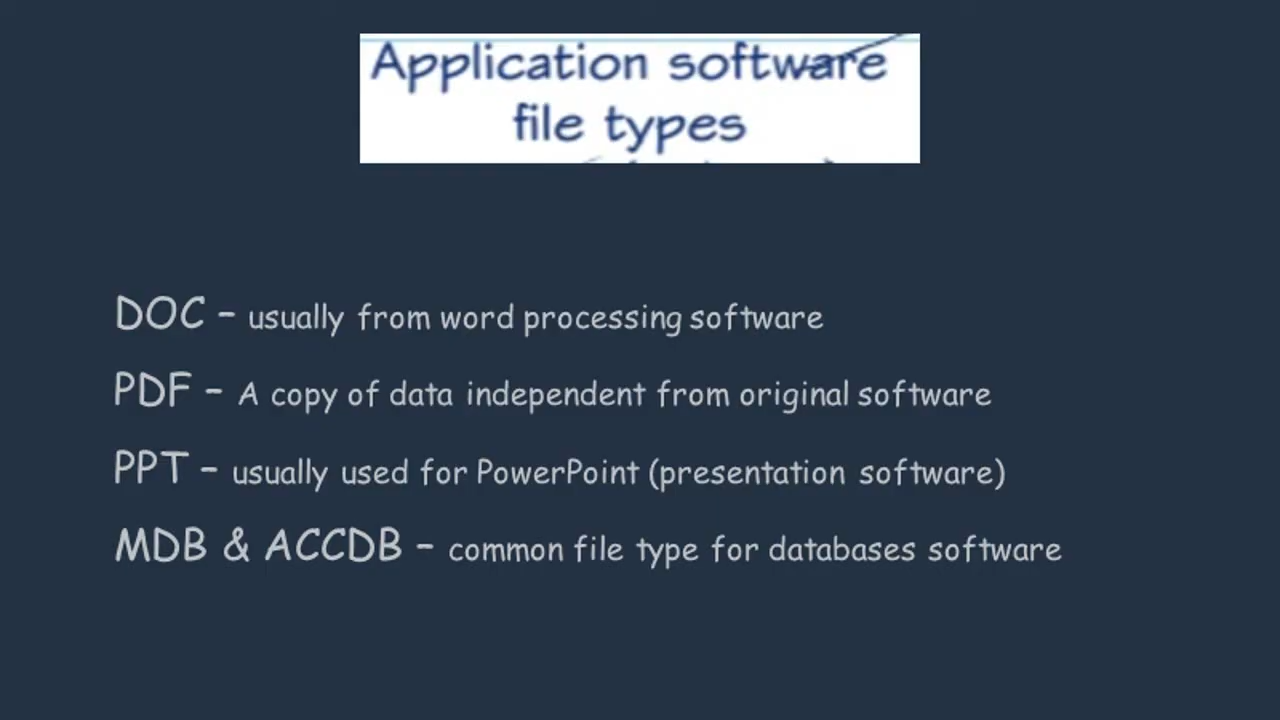 Application software
file types
DOC – usually from word processing software
PDF – A copy of data independent from original software
PPT – usually used for PowerPoint (presentation software)
MDB & ACCDB – common file type for databases software